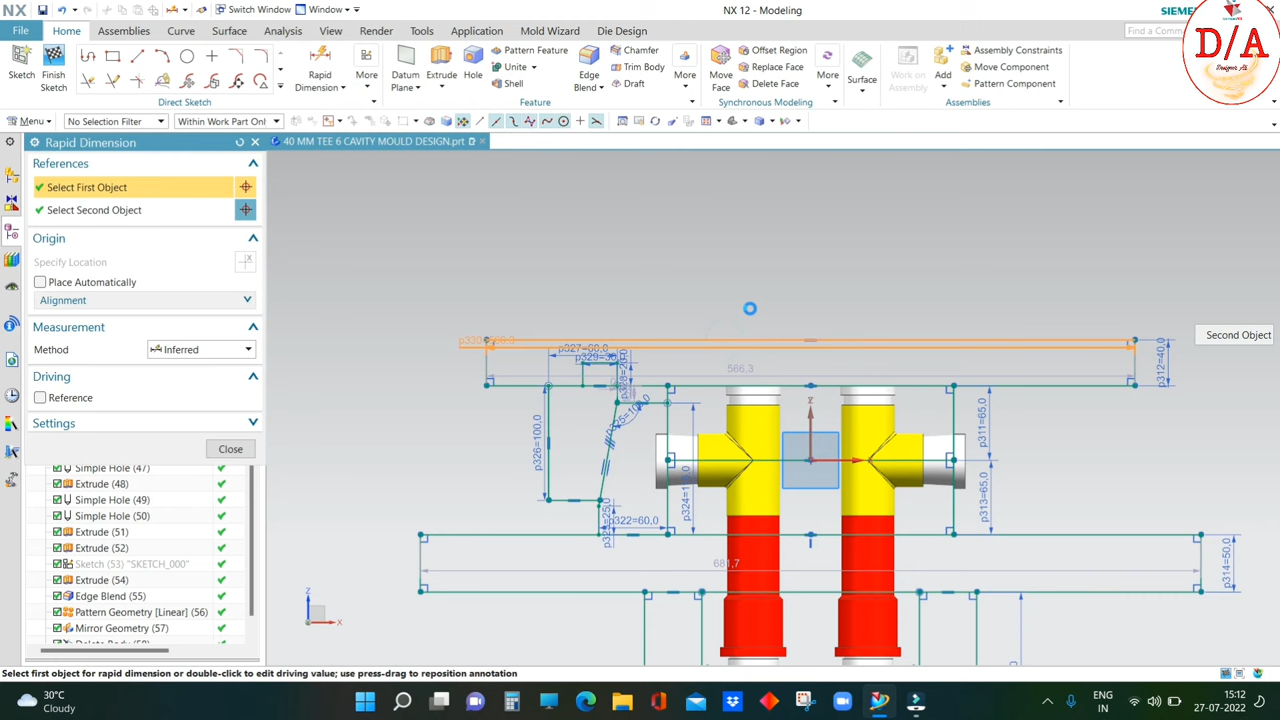 NX
Switch Window
Window
NX 12 - Modeling
SIEM
File
Home
Assemblies
Curve
Surface
Analysis
View
Render
Tools
Application
Mold Wizard
Die Design
Find a Comm
D/A
Designer
Sketch
Finish Sketch
Rapid Dimension
More
Datum Plane
Extrude
Hole
Pattern Feature
Unite
Shell
Edge Blend
Chamfer
Trim Body
Draft
More
Move Face
Offset Region
Replace Face
Delete Face
More
Surface
Work on Assembly
Add
Assembly Constraints
Move Component
Pattern Component
Direct Sketch
Feature
Synchronous Modeling
Assemblies
Menu
No Selection Filter
Within Work Part Only
Rapid Dimension
40 MM TEE 6 CAVITY MOULD DESIGN.prt
References
Select First Object
Select Second Object
Origin
Specify Location
Place Automatically
Alignment
Measurement
Method
Inferred
Driving
Reference
Settings
Close
Simple Hole (47)
Extrude (48)
Simple Hole (49)
Simple Hole (50)
Extrude (51)
Extrude (52)
Sketch (53) "SKETCH_000"
Extrude (54)
Edge Blend (55)
Pattern Geometry [Linear] (56)
Mirror Geometry (57)
Second Object
p327=60,0
p312=40,0
566,3
p326=100,0
p311=65,0
p313=65,0
p322=60,0
681,7
p314=50,0
Z
X
Z
Select first object for rapid dimension or double-click to edit driving value; use press-drag to reposition annotation
30°C
Cloudy
ENG
IN
15:12
27-07-2022